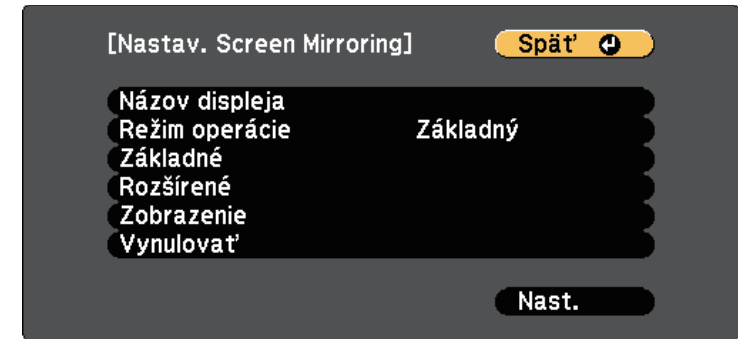 [Nastav. Screen Mirroring] Späť
Názov displeja
Režim operácie Základný
Základné
Rozšírené
Zobrazenie
Vynulovať
Nast.